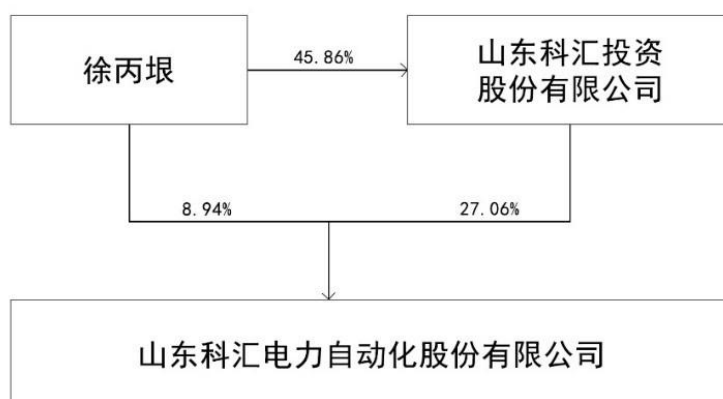 徐丙垠
45.86%
山东科汇投资
股份有限公司
8.94%
27.06%
山东科汇电力自动化股份有限公司